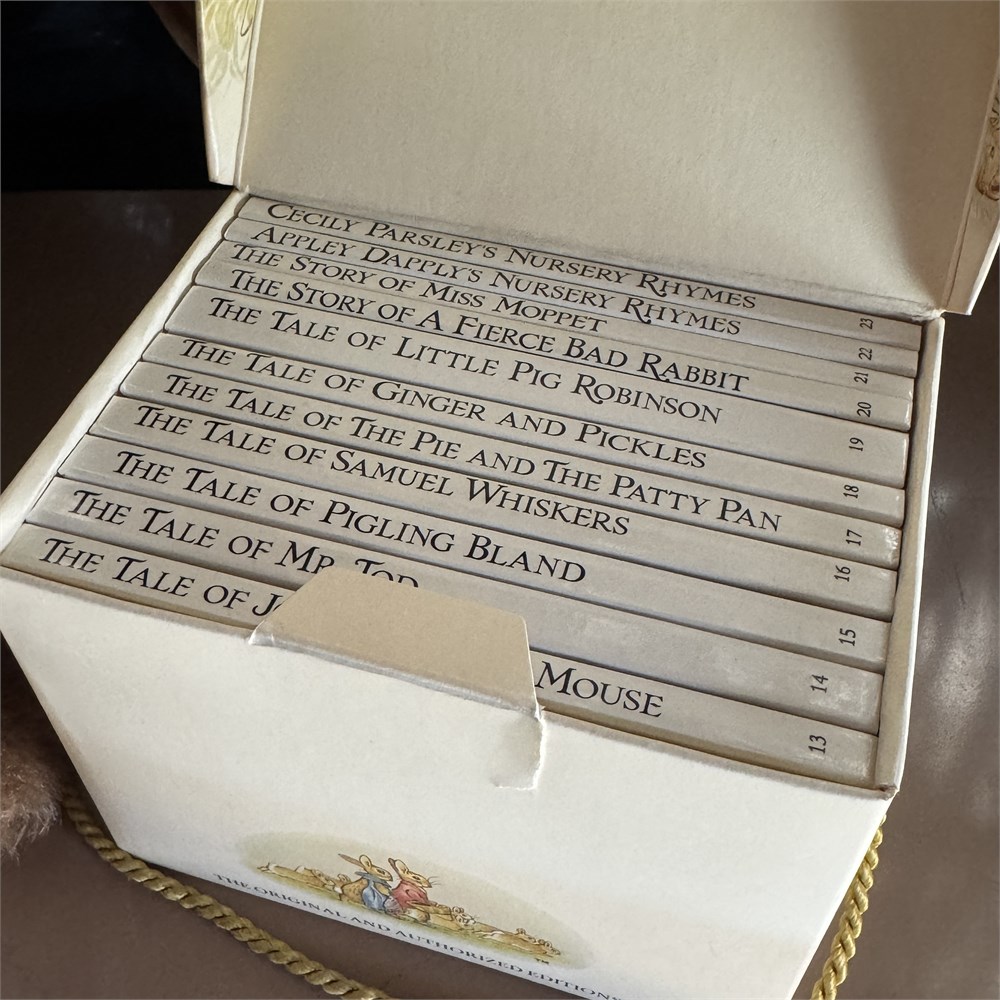 CECILY PARSLEY'S NURSERY RHYMES 23
APPLEY DAPPLY'S NURSERY RHYMES 22
THE STORY OF MISS MOPPET 21
THE STORY OF A FIERCE BAD RABBIT 20
THE TALE OF LITTLE PIG ROBINSON 19
THE TALE OF GINGER AND PICKLES 18
THE TALE OF THE PIE AND THE PATTY PAN 17
THE TALE OF SAMUEL WHISKERS 16
THE TALE OF PIGLING BLAND 15
THE TALE OF MR. TOD 14
THE TALE OF JO MOUSE 13
THE ORIGINAL AND AUTHORIZED EDITIONS